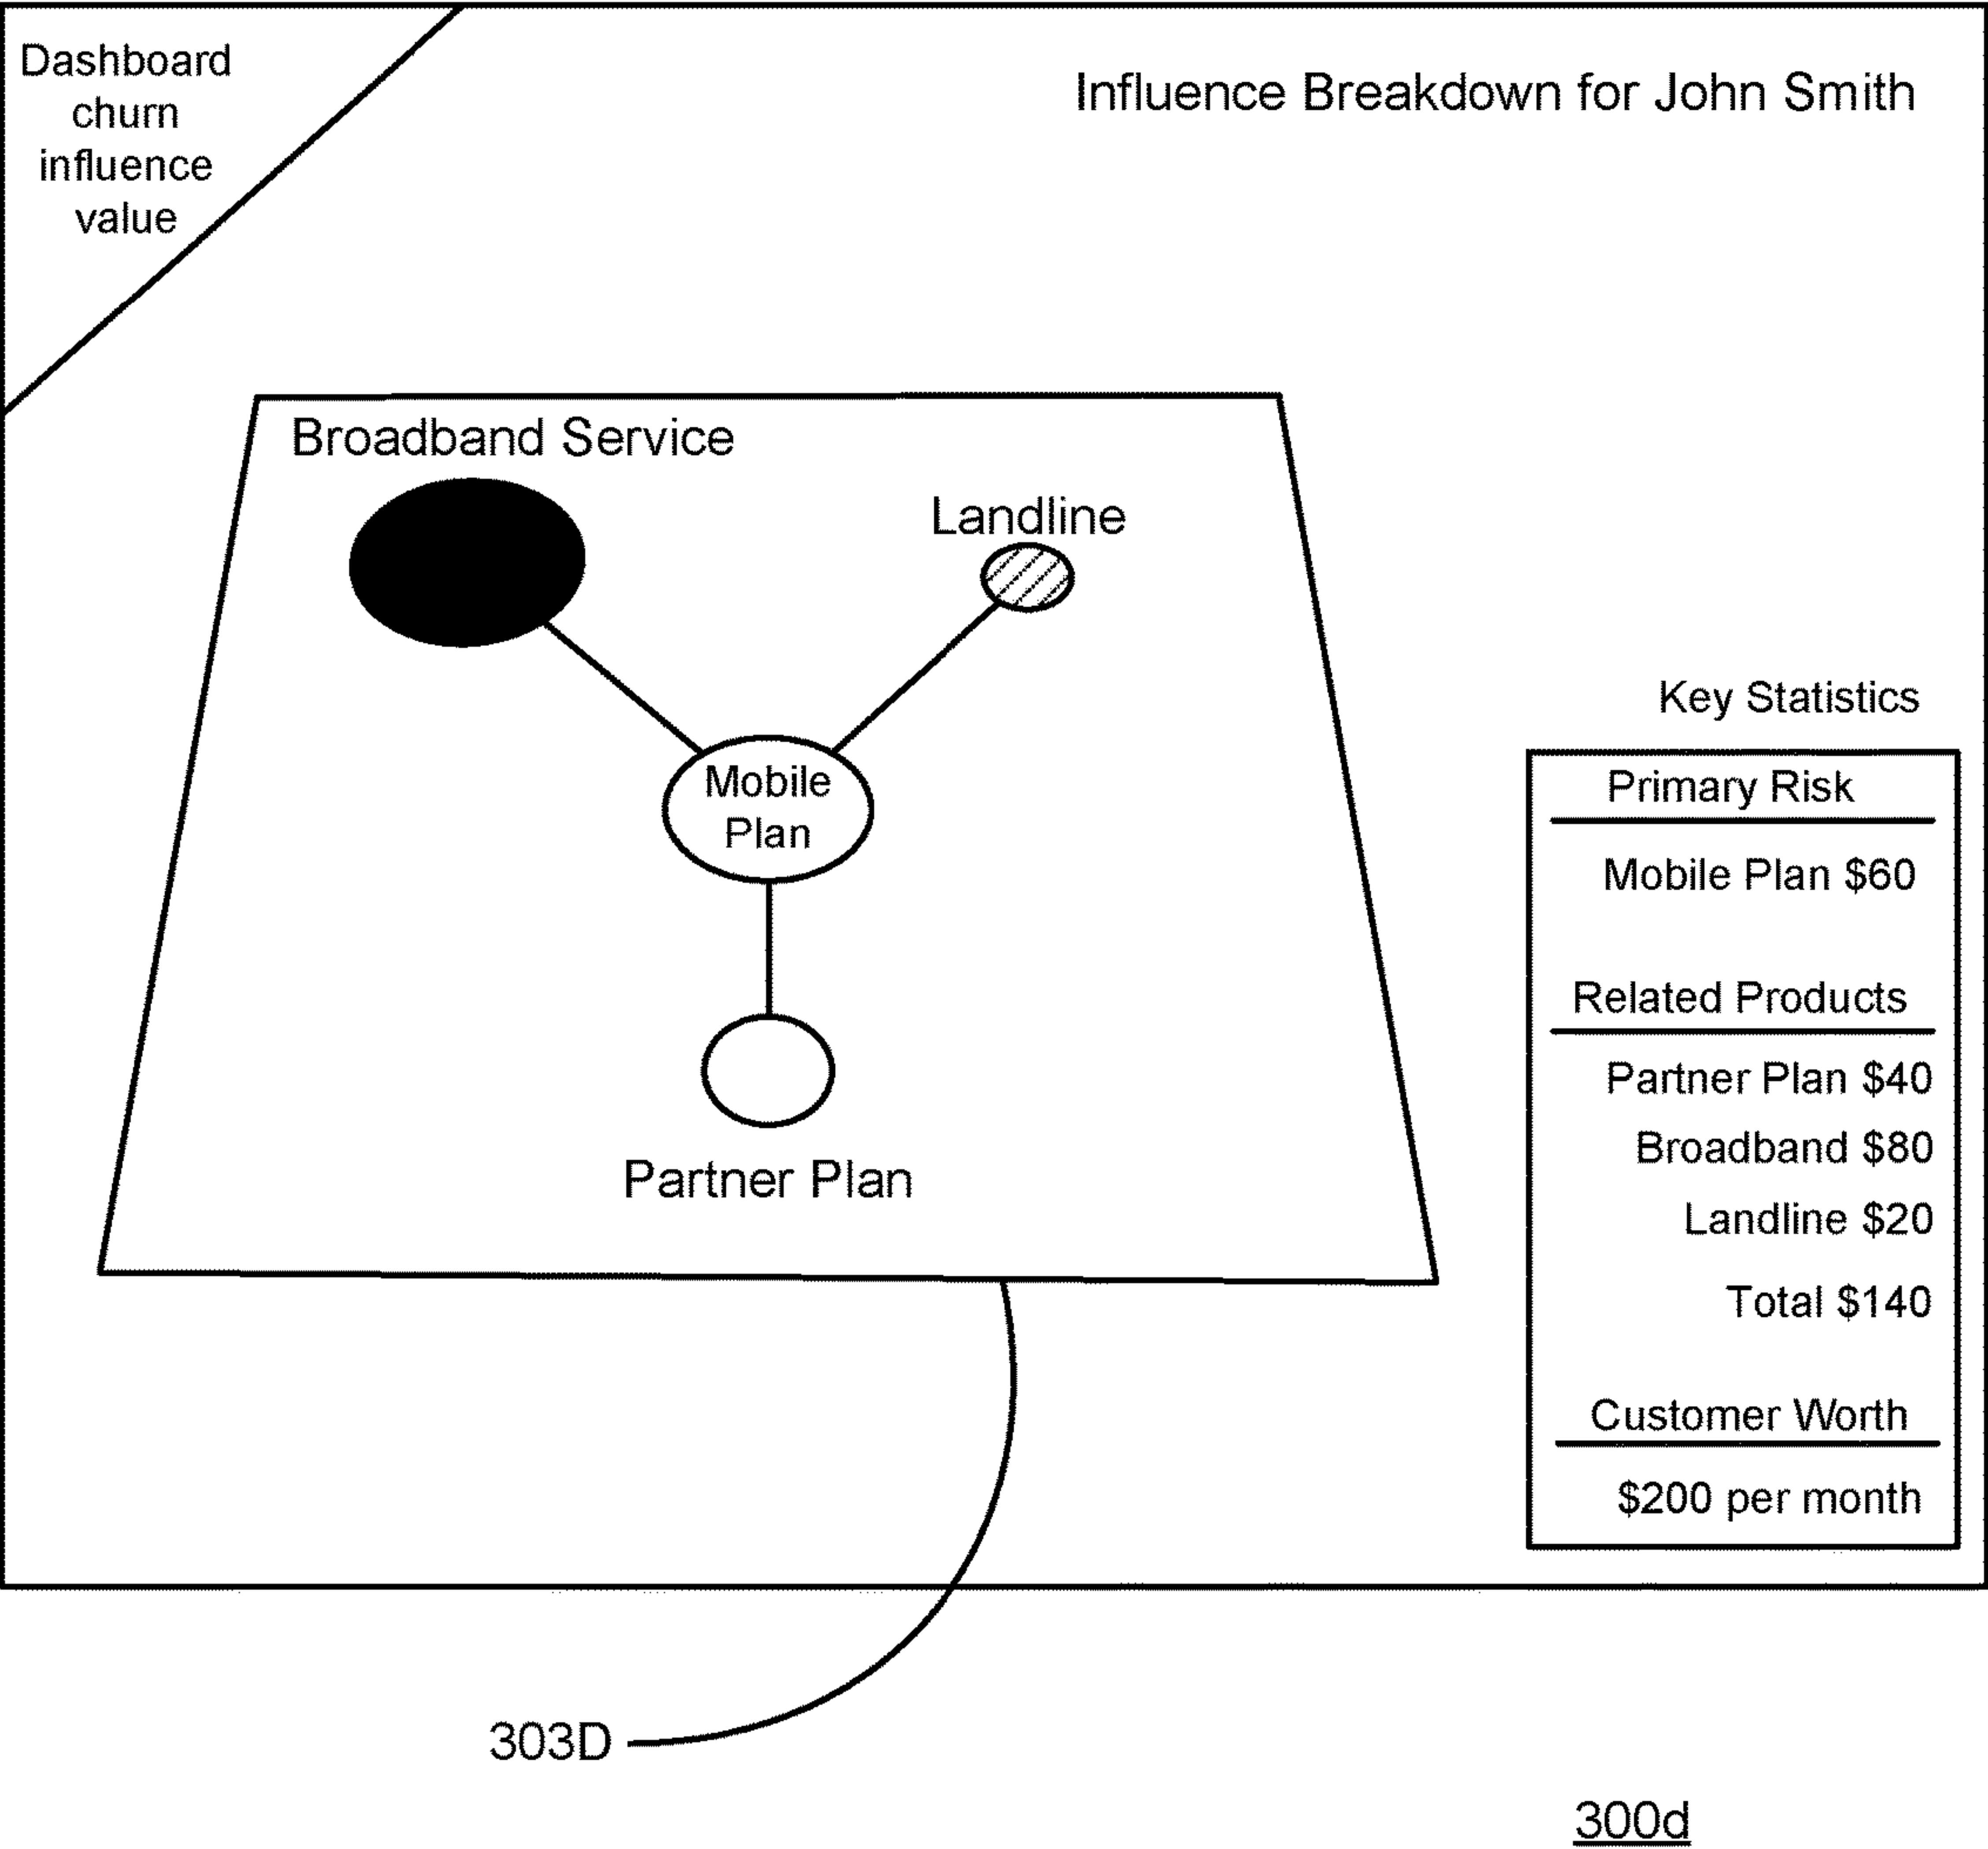 Dashboard
churn
influence
value
Influence Breakdown for John Smith
Broadband Service
Landline
Mobile
Plan
Partner Plan
Key Statistics
Primary Risk
Mobile Plan $60
Related Products
Partner Plan $40
Broadband $80
Landline $20
Total $140
Customer Worth
$200 per month
303D
300d